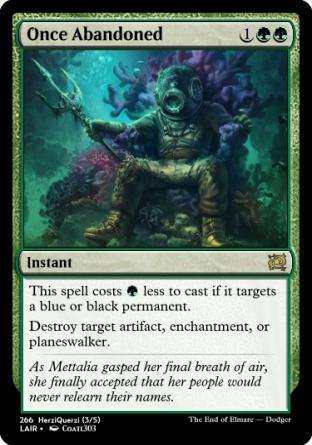 Once Abandoned 1
Instant
This spell costs less to cast if it targets
a blue or black permanent.
Destroy target artifact, enchantment, or
planeswalker.
As Mettalia gasped her final breath of air,
she finally accepted that her people would
never relearn their names.
266 HerziQuerzi (3/5) The End of Elmare — Dodger
LAIR • Coati303